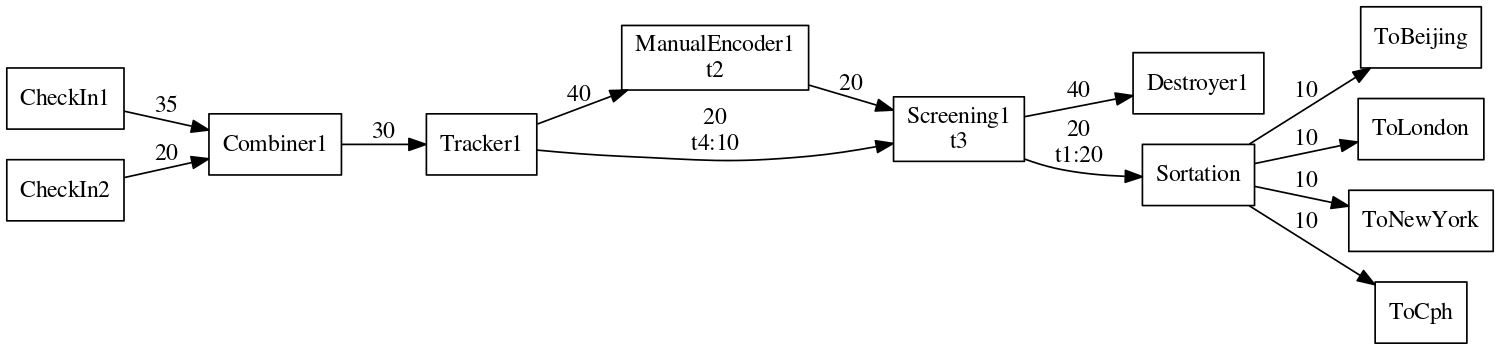 CheckIn1
CheckIn2
35
20
Combiner1
30
Tracker1
40
20
t4:10
ManualEncoder1
t2
20
Screening1
t3
40
20
t1:20
Destroyer1
Sortation
10
10
10
10
ToBeijing
ToLondon
ToNewYork
ToCph